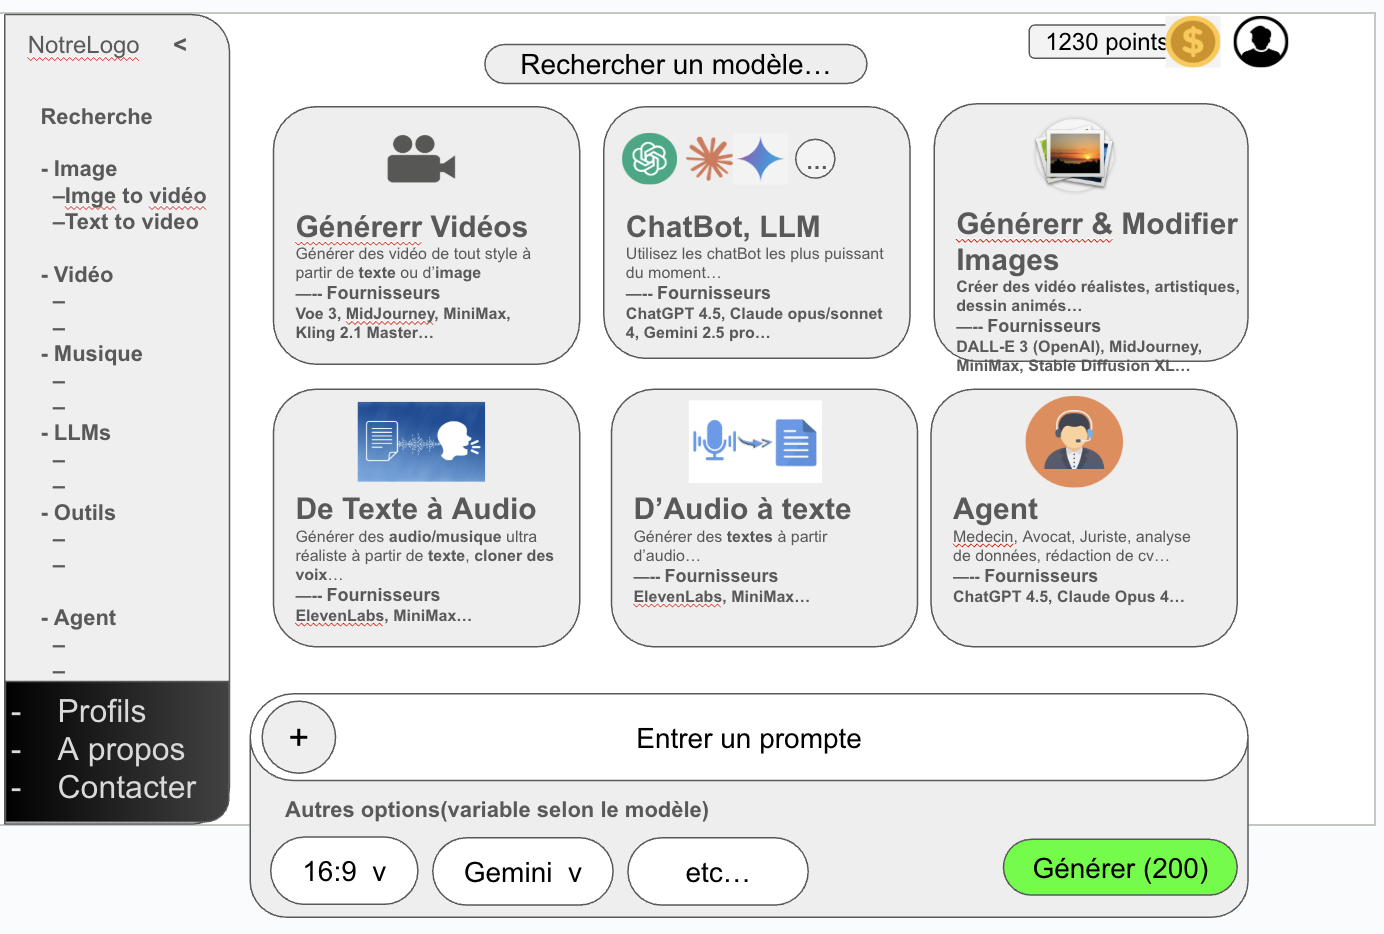 NotreLogo <
Recherche
- Image
–Imge to vidéo
–Text to video
- Vidéo
–
–
- Musique
–
–
- LLMs
–
–
- Outils
–
–
- Agent
–
–
- Profils
- A propos
- Contacter
Rechercher un modèle…
1230 points
$
Générerr Vidéos
Générer des vidéo de tout style à
partir de texte ou d’image
—-- Fournisseurs
Voe 3, MidJourney, MiniMax,
Kling 2.1 Master…
...
ChatBot, LLM
Utilisez les chatBot les plus puissant
du moment…
—-- Fournisseurs
ChatGPT 4.5, Claude opus/sonnet
4, Gemini 2.5 pro…
Générerr & Modifier
Images
Créer des vidéo réalistes, artistiques,
dessin animés…
—-- Fournisseurs
DALL-E 3 (OpenAI), MidJourney,
MiniMax, Stable Diffusion XL…
De Texte à Audio
Générer des audio/musique ultra
réaliste à partir de texte, cloner des
voix…
—-- Fournisseurs
ElevenLabs, MiniMax…
D’Audio à texte
Générer des textes à partir
d’audio…
—-- Fournisseurs
ElevenLabs, MiniMax…
Agent
Medecin, Avocat, Juriste, analyse
de données, rédaction de cv…
—-- Fournisseurs
ChatGPT 4.5, Claude Opus 4…
+ Entrer un prompte
Autres options(variable selon le modèle)
16:9 v
Gemini v
etc…
Générer (200)